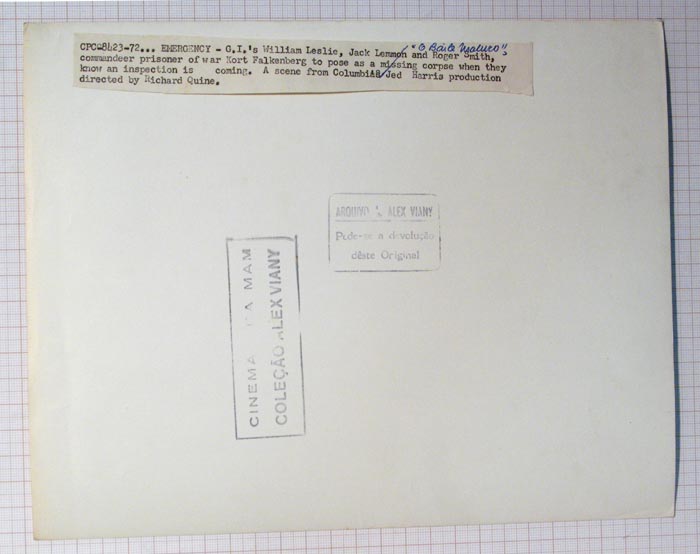 CPC-8423-72... EMERGENCY - G.I.'s William Leslie, Jack Lemmon and Roger Smith,
"O Baile Maluco",
commandeer prisoner of war Kort Falkenberg to pose as a missing corpse when they
know an inspection is coming. A scene from Columbia's Jed Harris production
directed by Richard Quine.
ARQUIVO ALEX VIANY
Pede-se a devolução
dêste Original
CINEMA DA MAM
COLEÇÃO ALEX VIANY